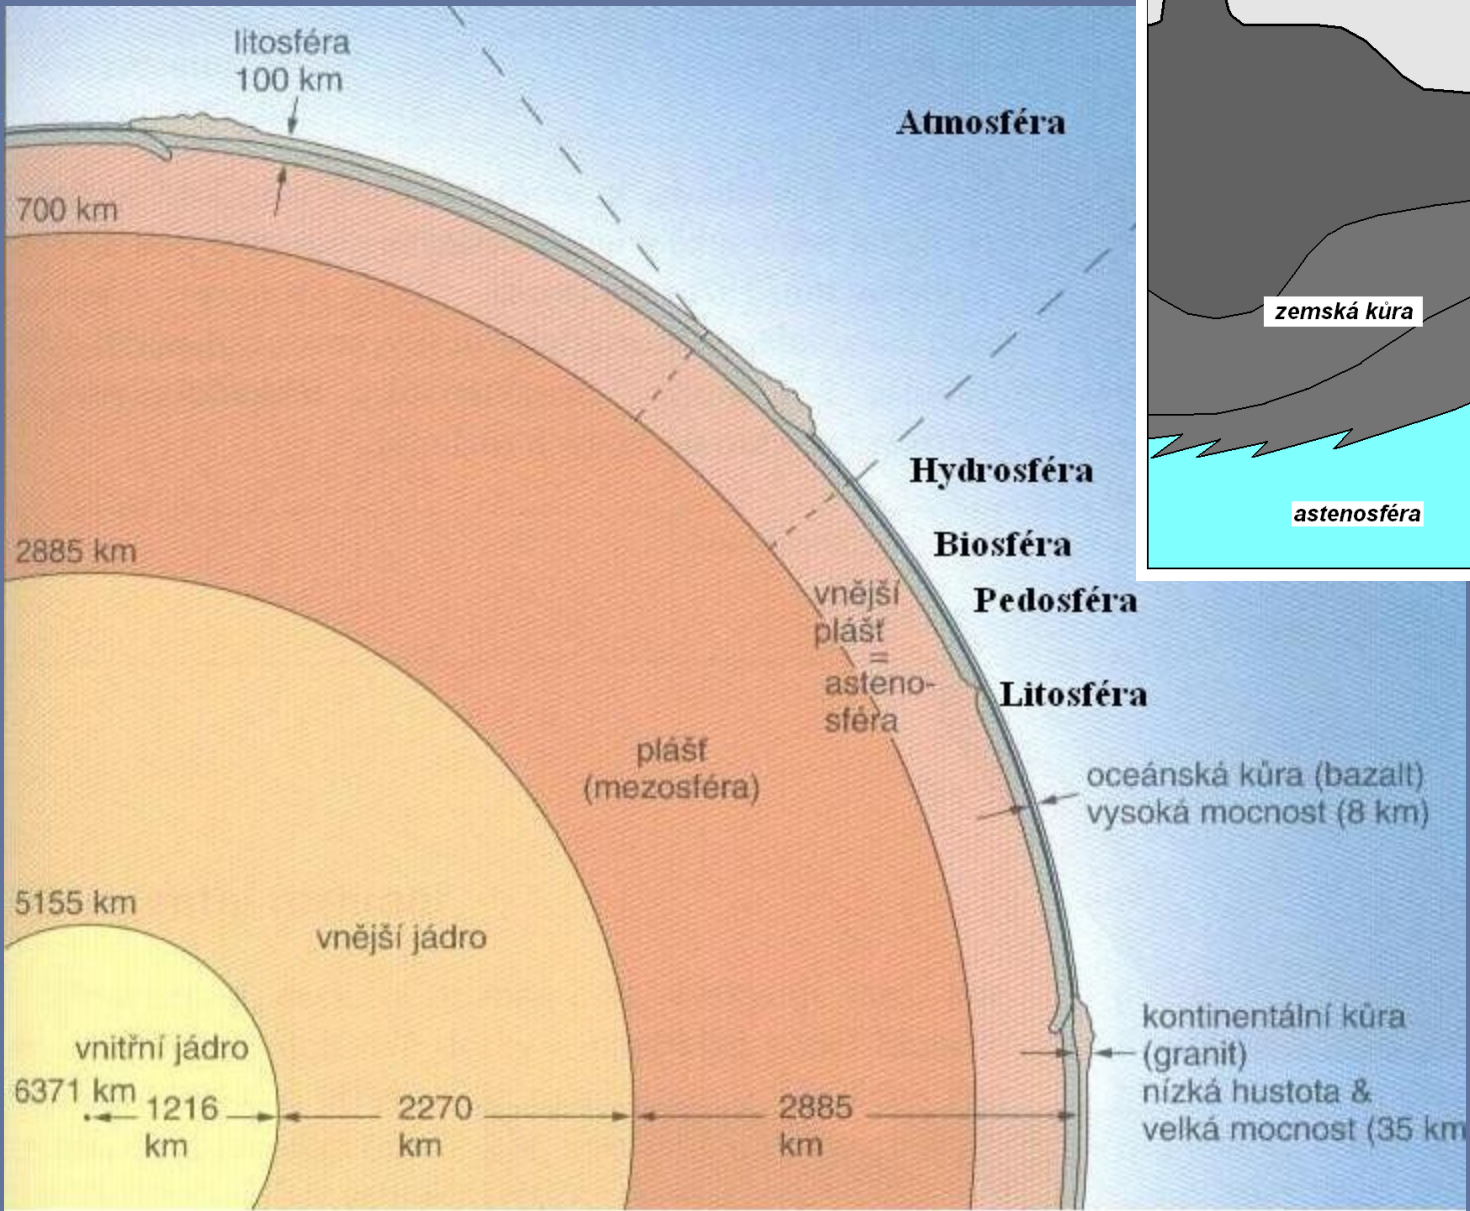 litosféra
100 km
Atmosféra
700 km
zemská kůra
Hydrosféra
astenosféra
Biosféra
2885 km
vnější
plášť
=
asteno-
sféra
Pedosféra
Litosféra
plášť
(mezosféra)
oceánská kůra (bazalt)
vysoká mocnost (8 km)
5155 km
vnější jádro
kontinentální kůra
(granit)
nízká hustota &
velká mocnost (35 km
vnitřní jádro
6371 km
1216
km
2270
km
2885
km